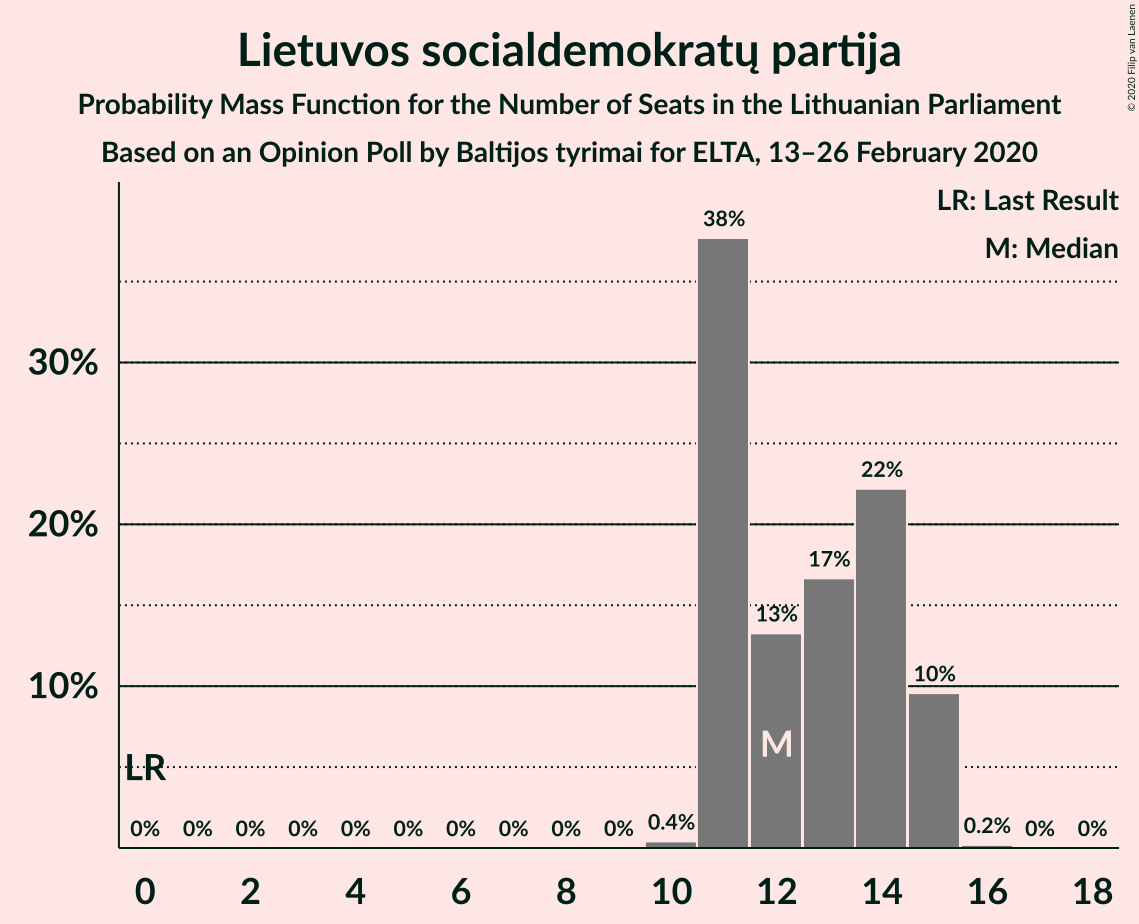 Lietuvos socialdemokratų partija
Probability Mass Function for the Number of Seats in the Lithuanian Parliament
Based on an Opinion Poll by Baltijos tyrimai for ELTA, 13–26 February 2020
© 2020 Filip van Laenen
LR: Last Result
M: Median
38%
30%
22%
20%
17%
13%
10%
10%
M
LR
0% 0% 0% 0% 0% 0% 0% 0% 0% 0% 0.4% 0.2% 0% 0%
0 2 4 6 8 10 12 14 16 18